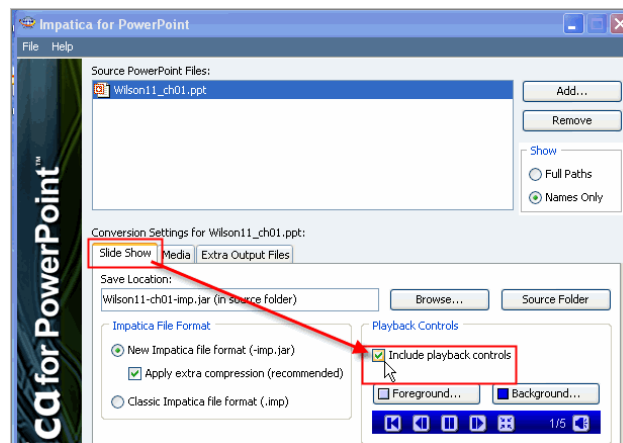 Impatica for PowerPoint
File Help
Source PowerPoint Files:
Wilson11_ch01.ppt
Add...
Remove
Show
Full Paths
Names Only
ca for PowerPoint™
Conversion Settings for Wilson11_ch01.ppt:
Slide Show Media Extra Output Files
Save Location:
Wilson11-ch01-imp.jar (in source folder)
Browse...
Source Folder
Impatica File Format
New Impatica file format (-imp.jar)
Apply extra compression (recommended)
Classic Impatica file format (.imp)
Playback Controls
Include playback controls
Foreground...
Background...
1/5